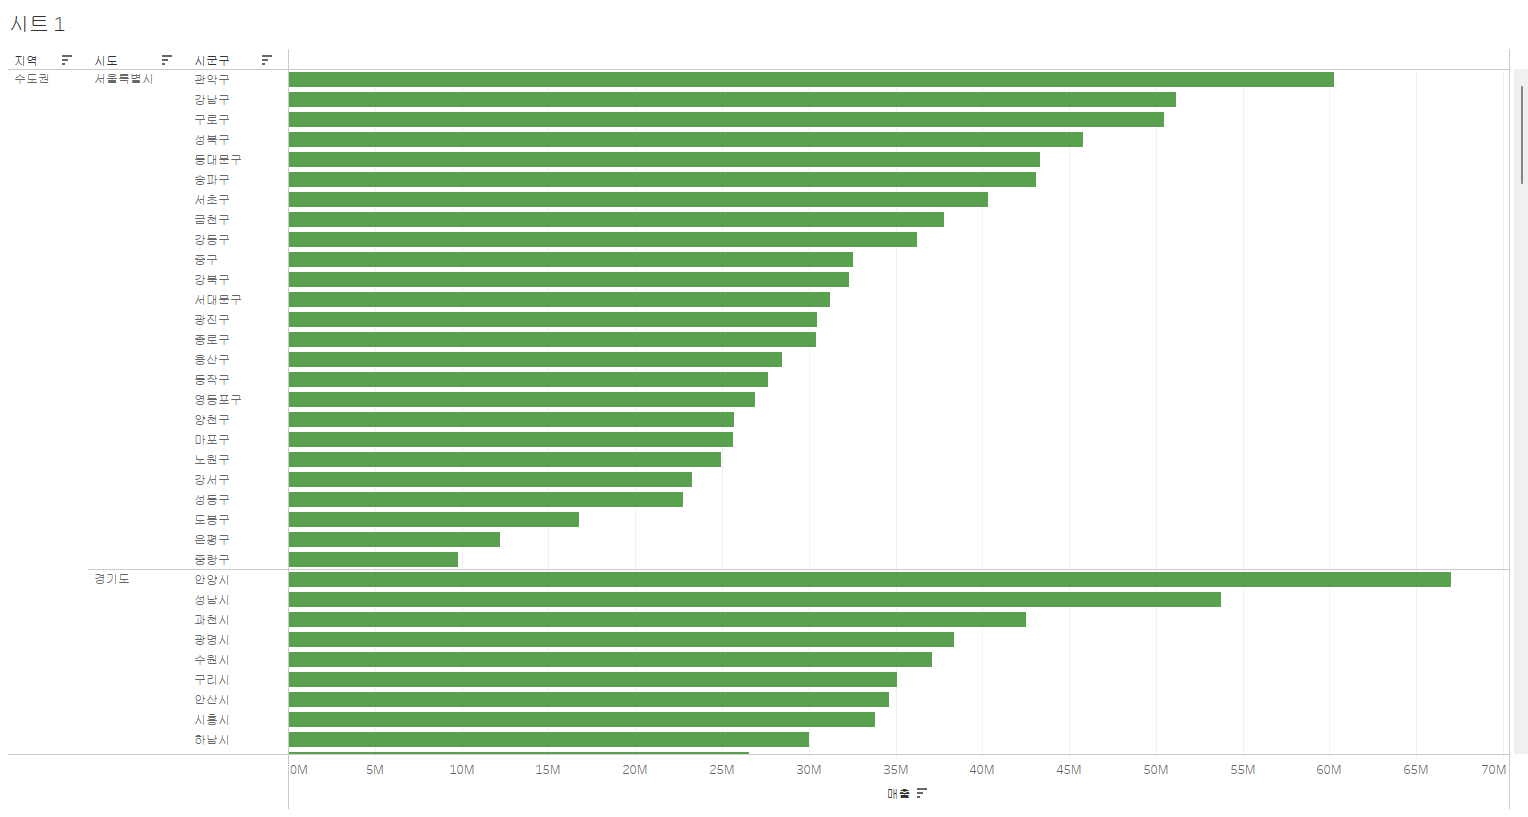 시트 1
지역 시도 시군구
수도권 서울특별시 관악구
강남구
구로구
성북구
동대문구
송파구
서초구
금천구
강동구
중구
강북구
서대문구
광진구
종로구
용산구
동작구
영등포구
양천구
마포구
노원구
강서구
성동구
도봉구
은평구
중랑구
경기도 안양시
성남시
과천시
광명시
수원시
구리시
안산시
시흥시
하남시
0M 5M 10M 15M 20M 25M 30M 35M 40M 45M 50M 55M 60M 65M 70M
매출